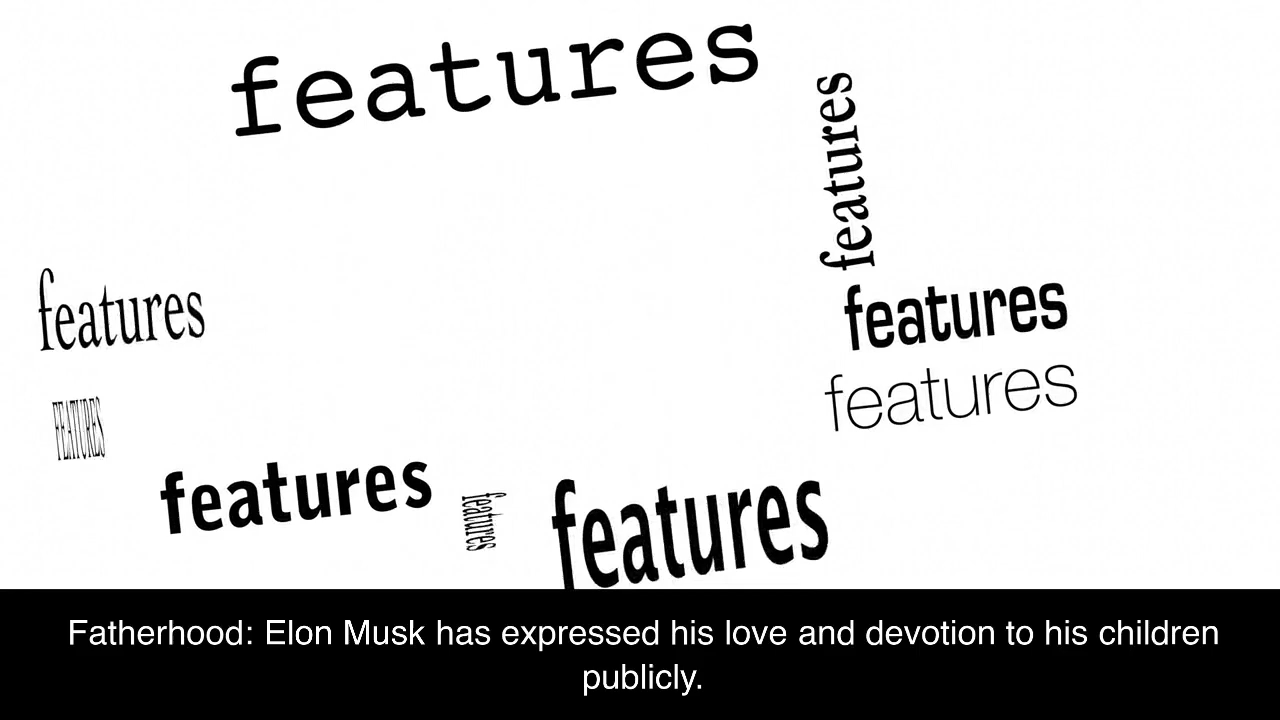 features
features
features
features
features
FEATURES
features
features
features
Fatherhood: Elon Musk has expressed his love and devotion to his children
publicly.